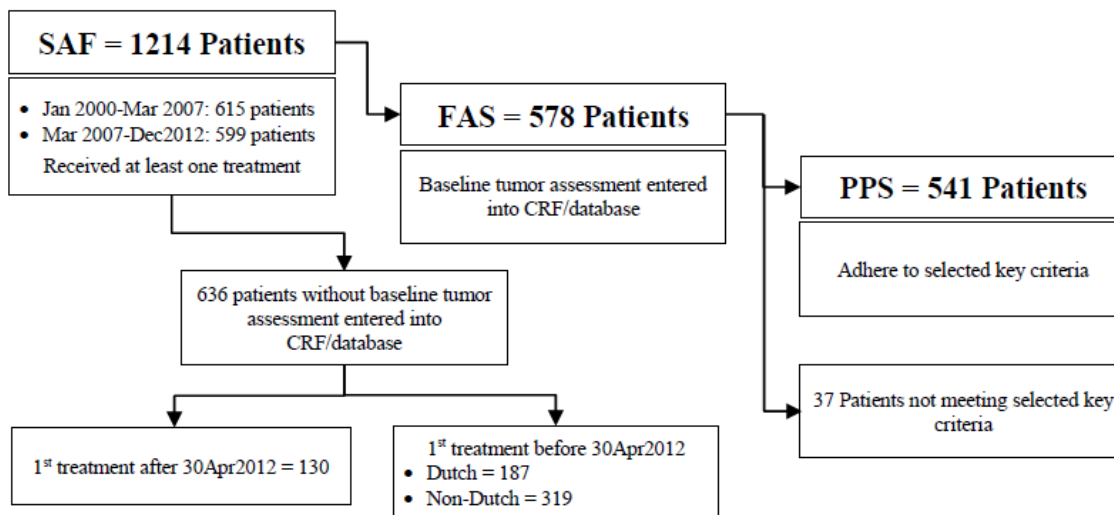 SAF = 1214 Patients
• Jan 2000-Mar 2007: 615 patients
• Mar 2007-Dec2012: 599 patients
Received at least one treatment
FAS = 578 Patients
Baseline tumor assessment entered
into CRF/database
PPS = 541 Patients
Adhere to selected key criteria
636 patients without baseline tumor
assessment entered into
CRF/database
37 Patients not meeting selected key
criteria
1st treatment after 30Apr2012 = 130
1st treatment before 30Apr2012
• Dutch = 187
• Non-Dutch = 319